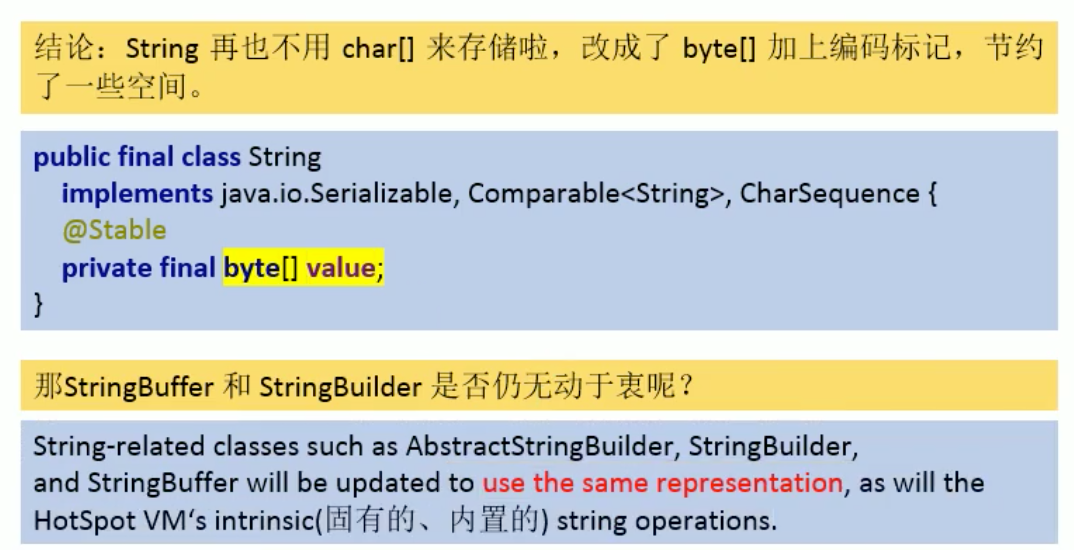 结论：String 再也不用 char[] 来存储啦，改成了 byte[] 加上编码标记，节约
了一些空间。
public final class String
implements java.io.Serializable, Comparable<String>, CharSequence {
@Stable
private final byte[] value;
}
那StringBuffer 和 StringBuilder 是否仍无动于衷呢？
String-related classes such as AbstractStringBuilder, StringBuilder,
and StringBuffer will be updated to use the same representation, as will the
HotSpot VM‘s intrinsic(固有的、内置的) string operations.